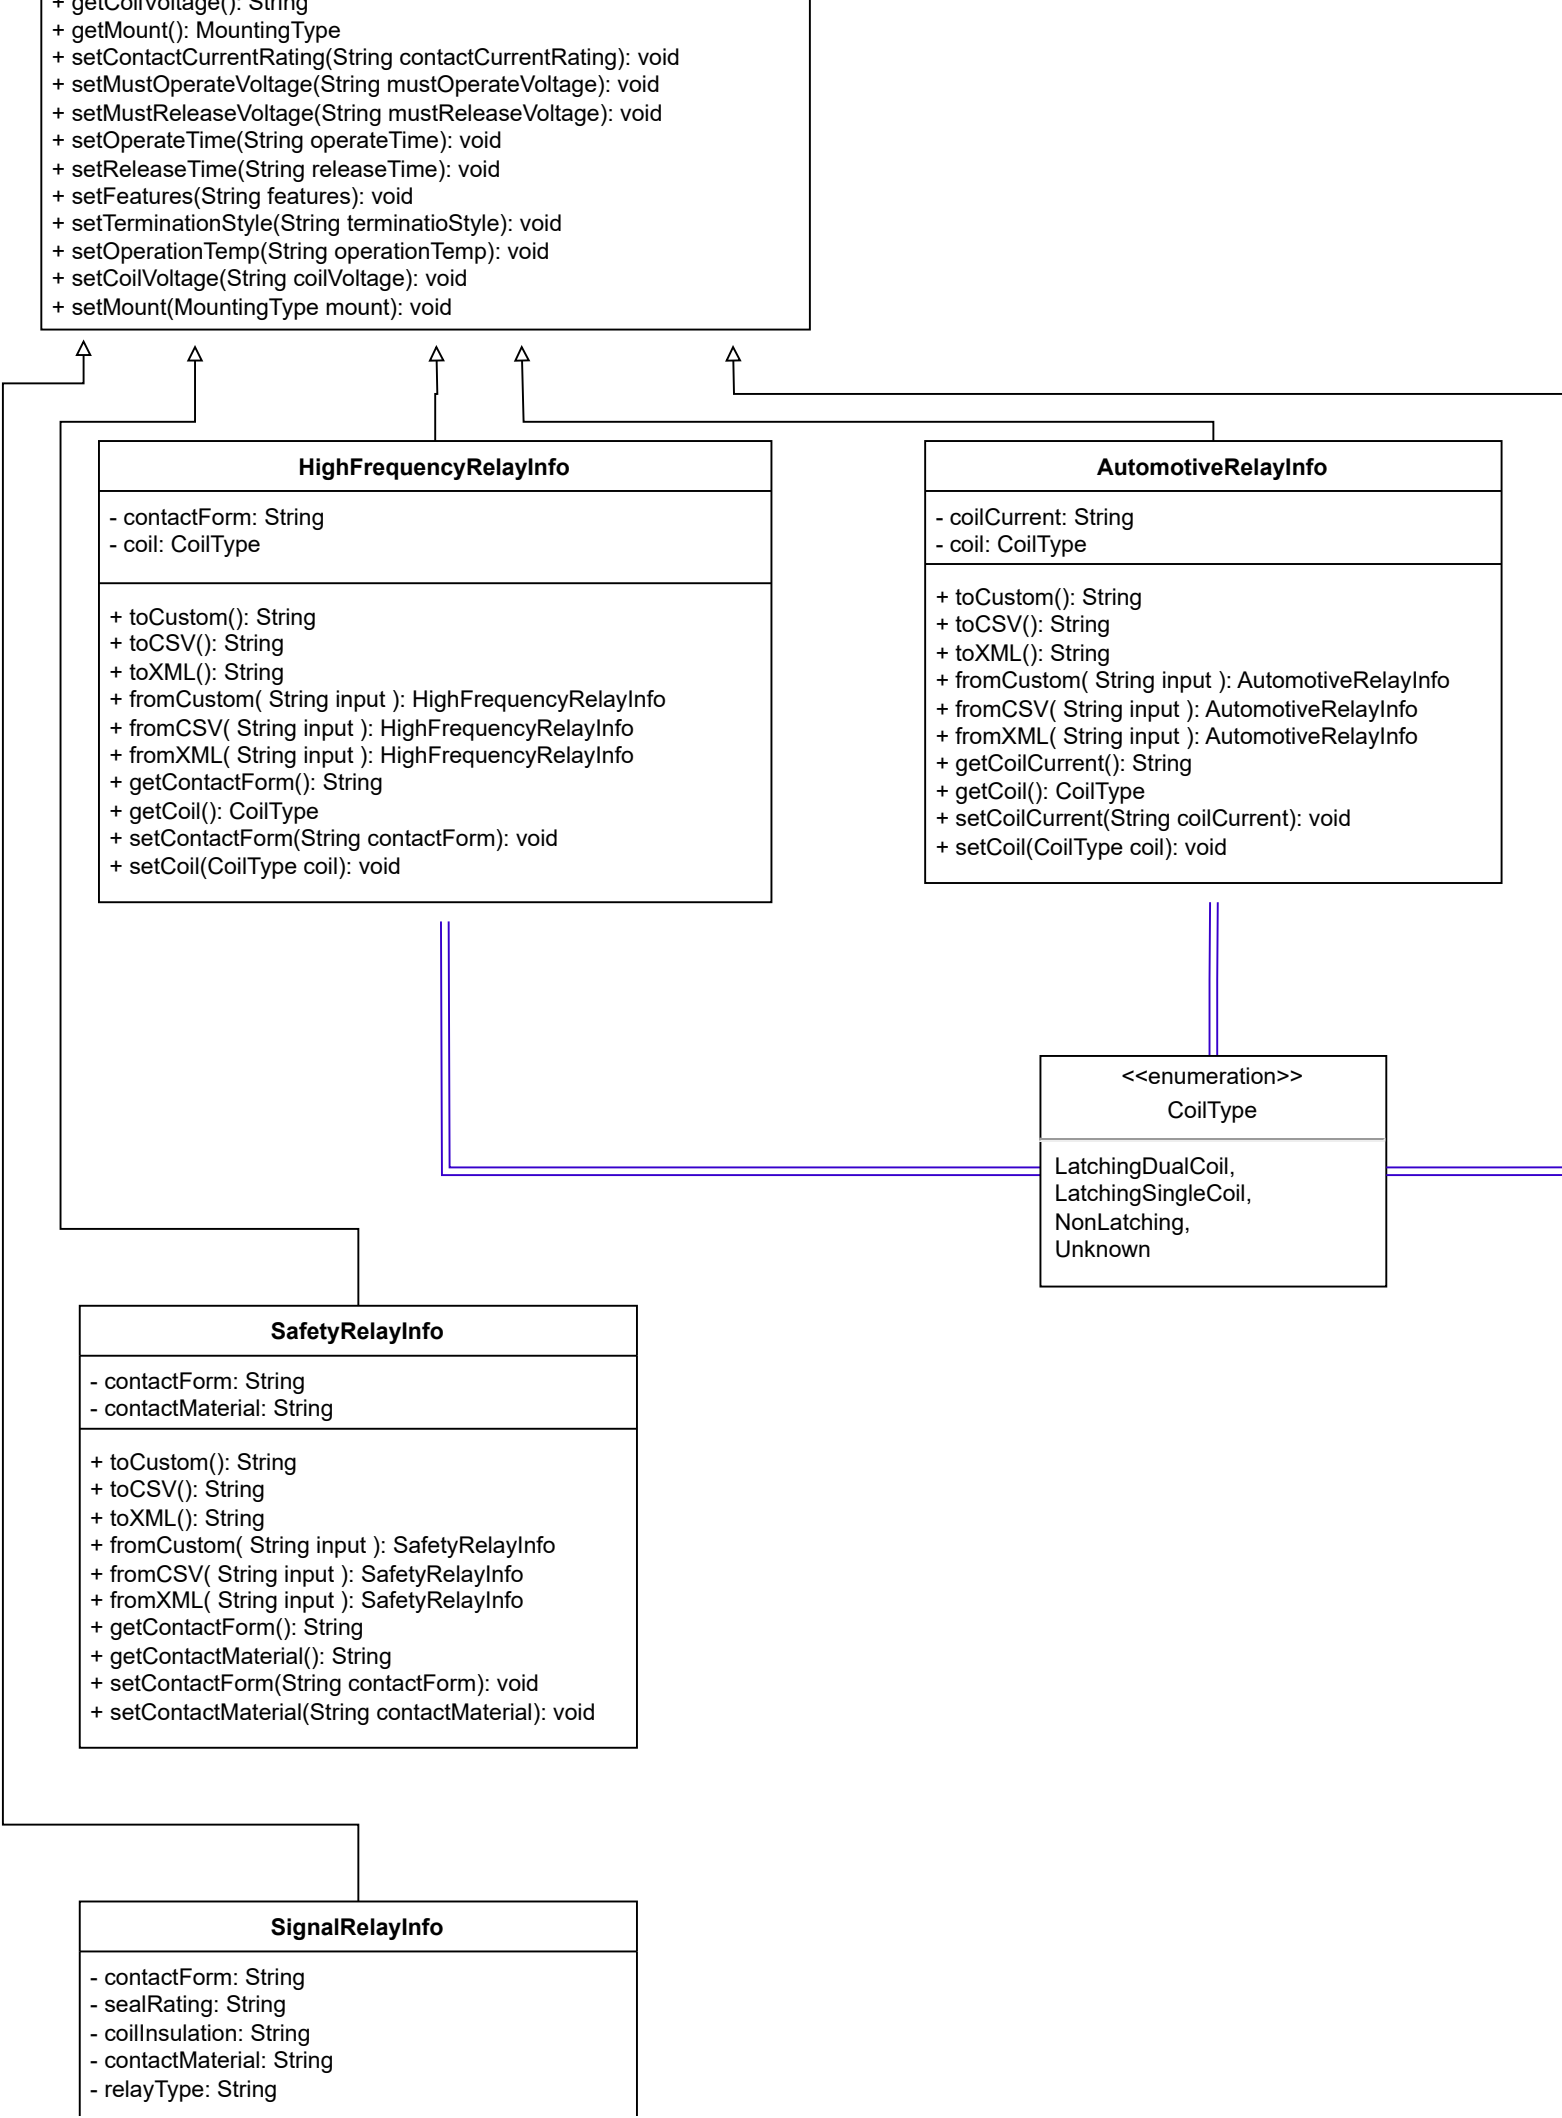 + getCoilVoltage(): String
+ getMount(): MountingType
+ setContactCurrentRating(String contactCurrentRating): void
+ setMustOperateVoltage(String mustOperateVoltage): void
+ setMustReleaseVoltage(String mustReleaseVoltage): void
+ setOperateTime(String operateTime): void
+ setReleaseTime(String releaseTime): void
+ setFeatures(String features): void
+ setTerminationStyle(String terminatioStyle): void
+ setOperationTemp(String operationTemp): void
+ setCoilVoltage(String coilVoltage): void
+ setMount(MountingType mount): void
HighFrequencyRelayInfo
- contactForm: String
- coil: CoilType
+ toCustom(): String
+ toCSV(): String
+ toXML(): String
+ fromCustom( String input ): HighFrequencyRelayInfo
+ fromCSV( String input ): HighFrequencyRelayInfo
+ fromXML( String input ): HighFrequencyRelayInfo
+ getContactForm(): String
+ getCoil(): CoilType
+ setContactForm(String contactForm): void
+ setCoil(CoilType coil): void
AutomotiveRelayInfo
- coilCurrent: String
- coil: CoilType
+ toCustom(): String
+ toCSV(): String
+ toXML(): String
+ fromCustom( String input ): AutomotiveRelayInfo
+ fromCSV( String input ): AutomotiveRelayInfo
+ fromXML( String input ): AutomotiveRelayInfo
+ getCoilCurrent(): String
+ getCoil(): CoilType
+ setCoilCurrent(String coilCurrent): void
+ setCoil(CoilType coil): void
<<enumeration>>
CoilType
LatchingDualCoil,
LatchingSingleCoil,
NonLatching,
Unknown
SafetyRelayInfo
- contactForm: String
- contactMaterial: String
+ toCustom(): String
+ toCSV(): String
+ toXML(): String
+ fromCustom( String input ): SafetyRelayInfo
+ fromCSV( String input ): SafetyRelayInfo
+ fromXML( String input ): SafetyRelayInfo
+ getContactForm(): String
+ getContactMaterial(): String
+ setContactForm(String contactForm): void
+ setContactMaterial(String contactMaterial): void
SignalRelayInfo
- contactForm: String
- sealRating: String
- coilInsulation: String
- contactMaterial: String
- relayType: String